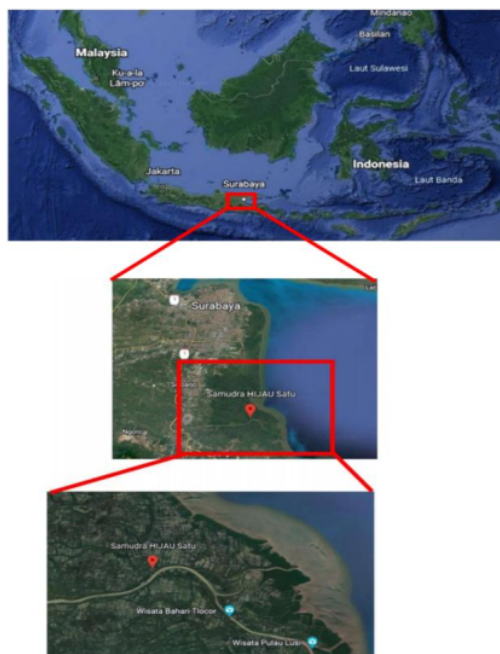 Mindanao
Basilan
Malaysia
Ku-a-la
Lăm-po
Laut Sulawesi
Jakarta
Surabaya
Indonesia
Laut Banda
Surabaya
Samudra HIJAU Satu
Samudra HIJAU Satu
Wisata Bahari Tlocor
Wisata Pulau Lusi